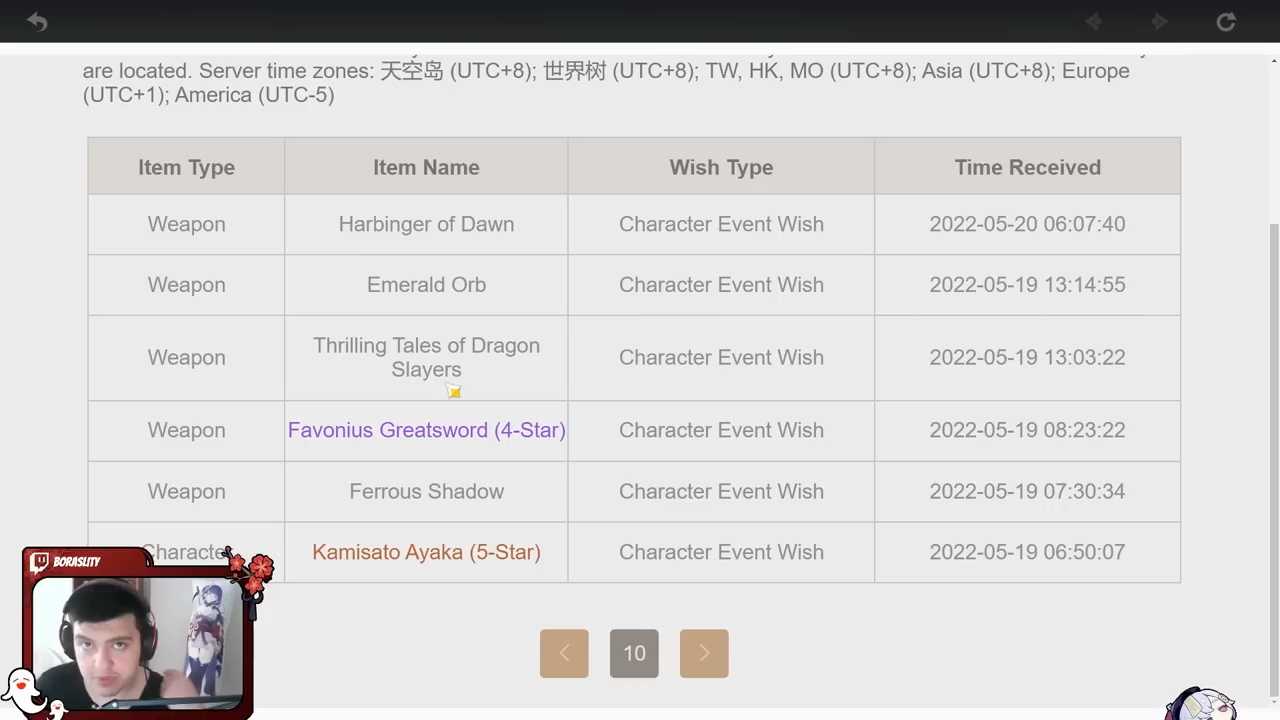 are located. Server time zones: 天空岛 (UTC+8); 世界树 (UTC+8); TW, HK, MO (UTC+8); Asia (UTC+8); Europe
(UTC+1); America (UTC-5)
Item Type Item Name Wish Type Time Received
Weapon Harbinger of Dawn Character Event Wish 2022-05-20 06:07:40
Weapon Emerald Orb Character Event Wish 2022-05-19 13:14:55
Weapon Thrilling Tales of Dragon Slayers Character Event Wish 2022-05-19 13:03:22
Weapon Favonius Greatsword (4-Star) Character Event Wish 2022-05-19 08:23:22
Weapon Ferrous Shadow Character Event Wish 2022-05-19 07:30:34
Characte Kamisato Ayaka (5-Star) Character Event Wish 2022-05-19 06:50:07
BORASLITY
10